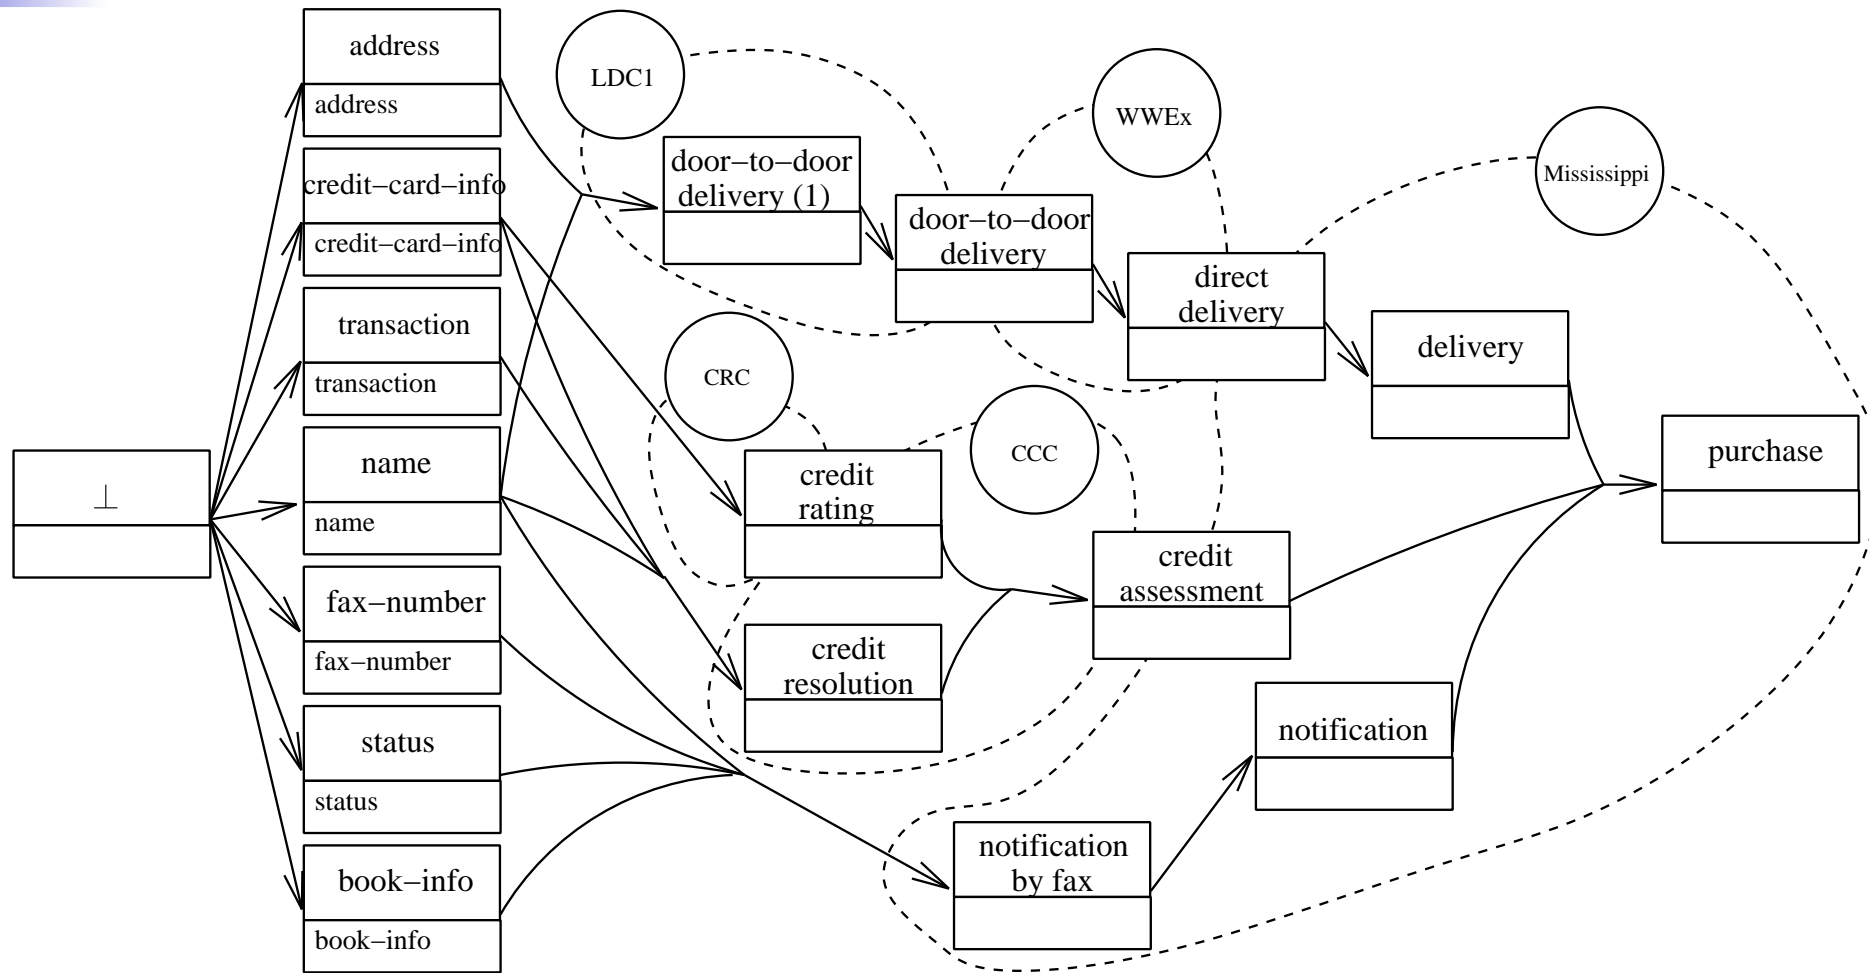 address
address
credit−card−info
credit−card−info
transaction
transaction
name
name
fax−number
fax−number
status
status
book−info
book−info
⊥
LDC1
door−to−door
delivery (1)
door−to−door
delivery
WWEx
direct
delivery
Mississippi
delivery
CRC
CCC
credit
rating
credit
resolution
credit
assessment
purchase
notification
notification
by fax